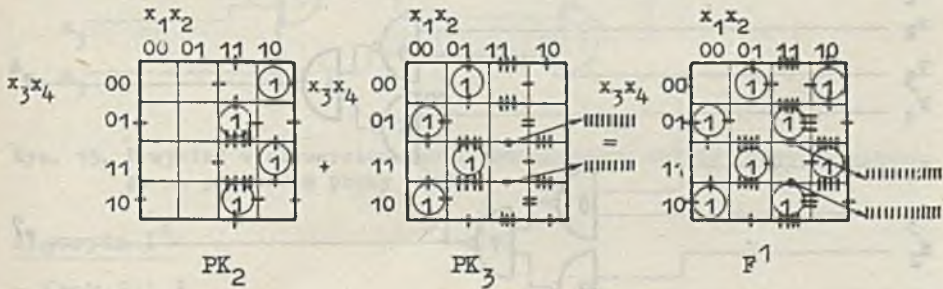 x₁x₂ x₁x₂ x₁x₂
00 01 11 10 00 01 11 10 00 01 11 10
x₃x₄ 00 1 x₃x₄ 00 1 x₃x₄ 00 1 1
01 1 01 1 01 1 1
+ =
11 1 11 1 11 1 1
10 1 10 1 10 1 1
PK₂ PK₃ F¹